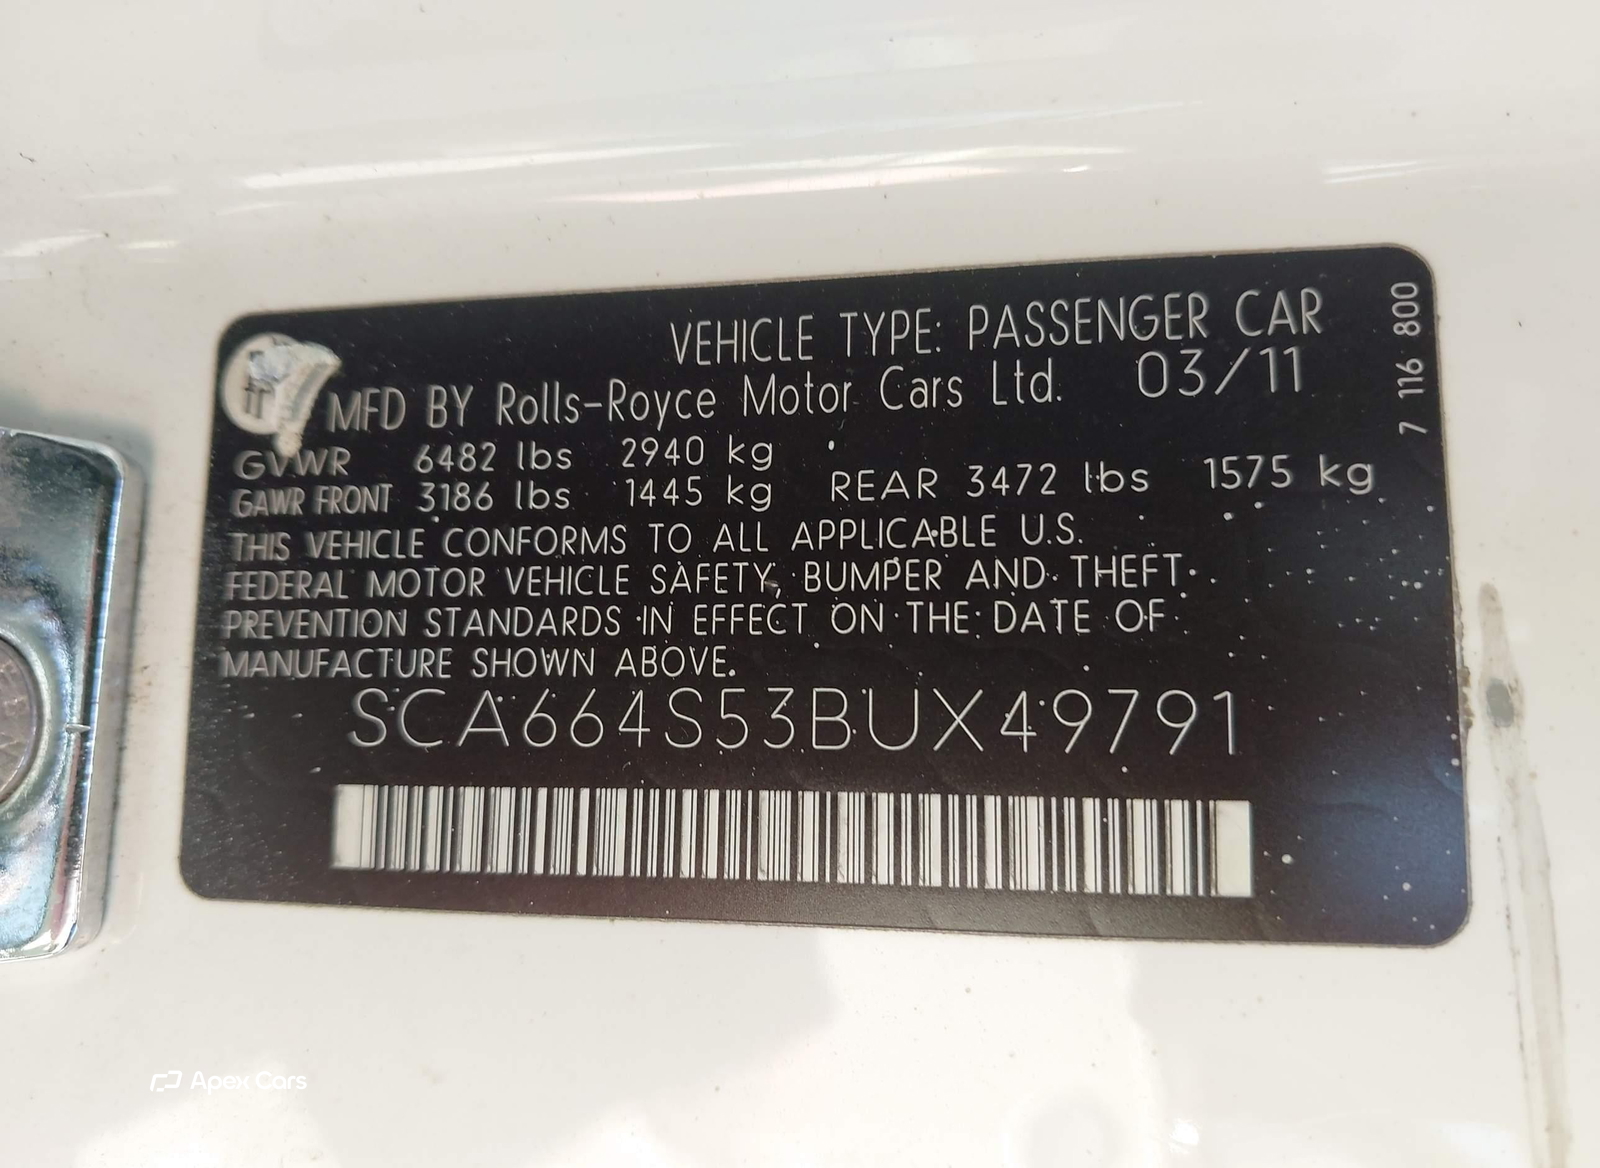 VEHICLE TYPE: PASSENGER CAR
MFD BY Rolls-Royce Motor Cars Ltd. 03/11
GVWR 6482 lbs 2940 kg
GAWR FRONT 3186 lbs 1445 kg REAR 3472 lbs 1575 kg
THIS VEHICLE CONFORMS TO ALL APPLICABLE U.S.
FEDERAL MOTOR VEHICLE SAFETY, BUMPER AND THEFT
PREVENTION STANDARDS IN EFFECT ON THE DATE OF
MANUFACTURE SHOWN ABOVE.
SCA664S53BUX49791
7 116 800
Apex Cars